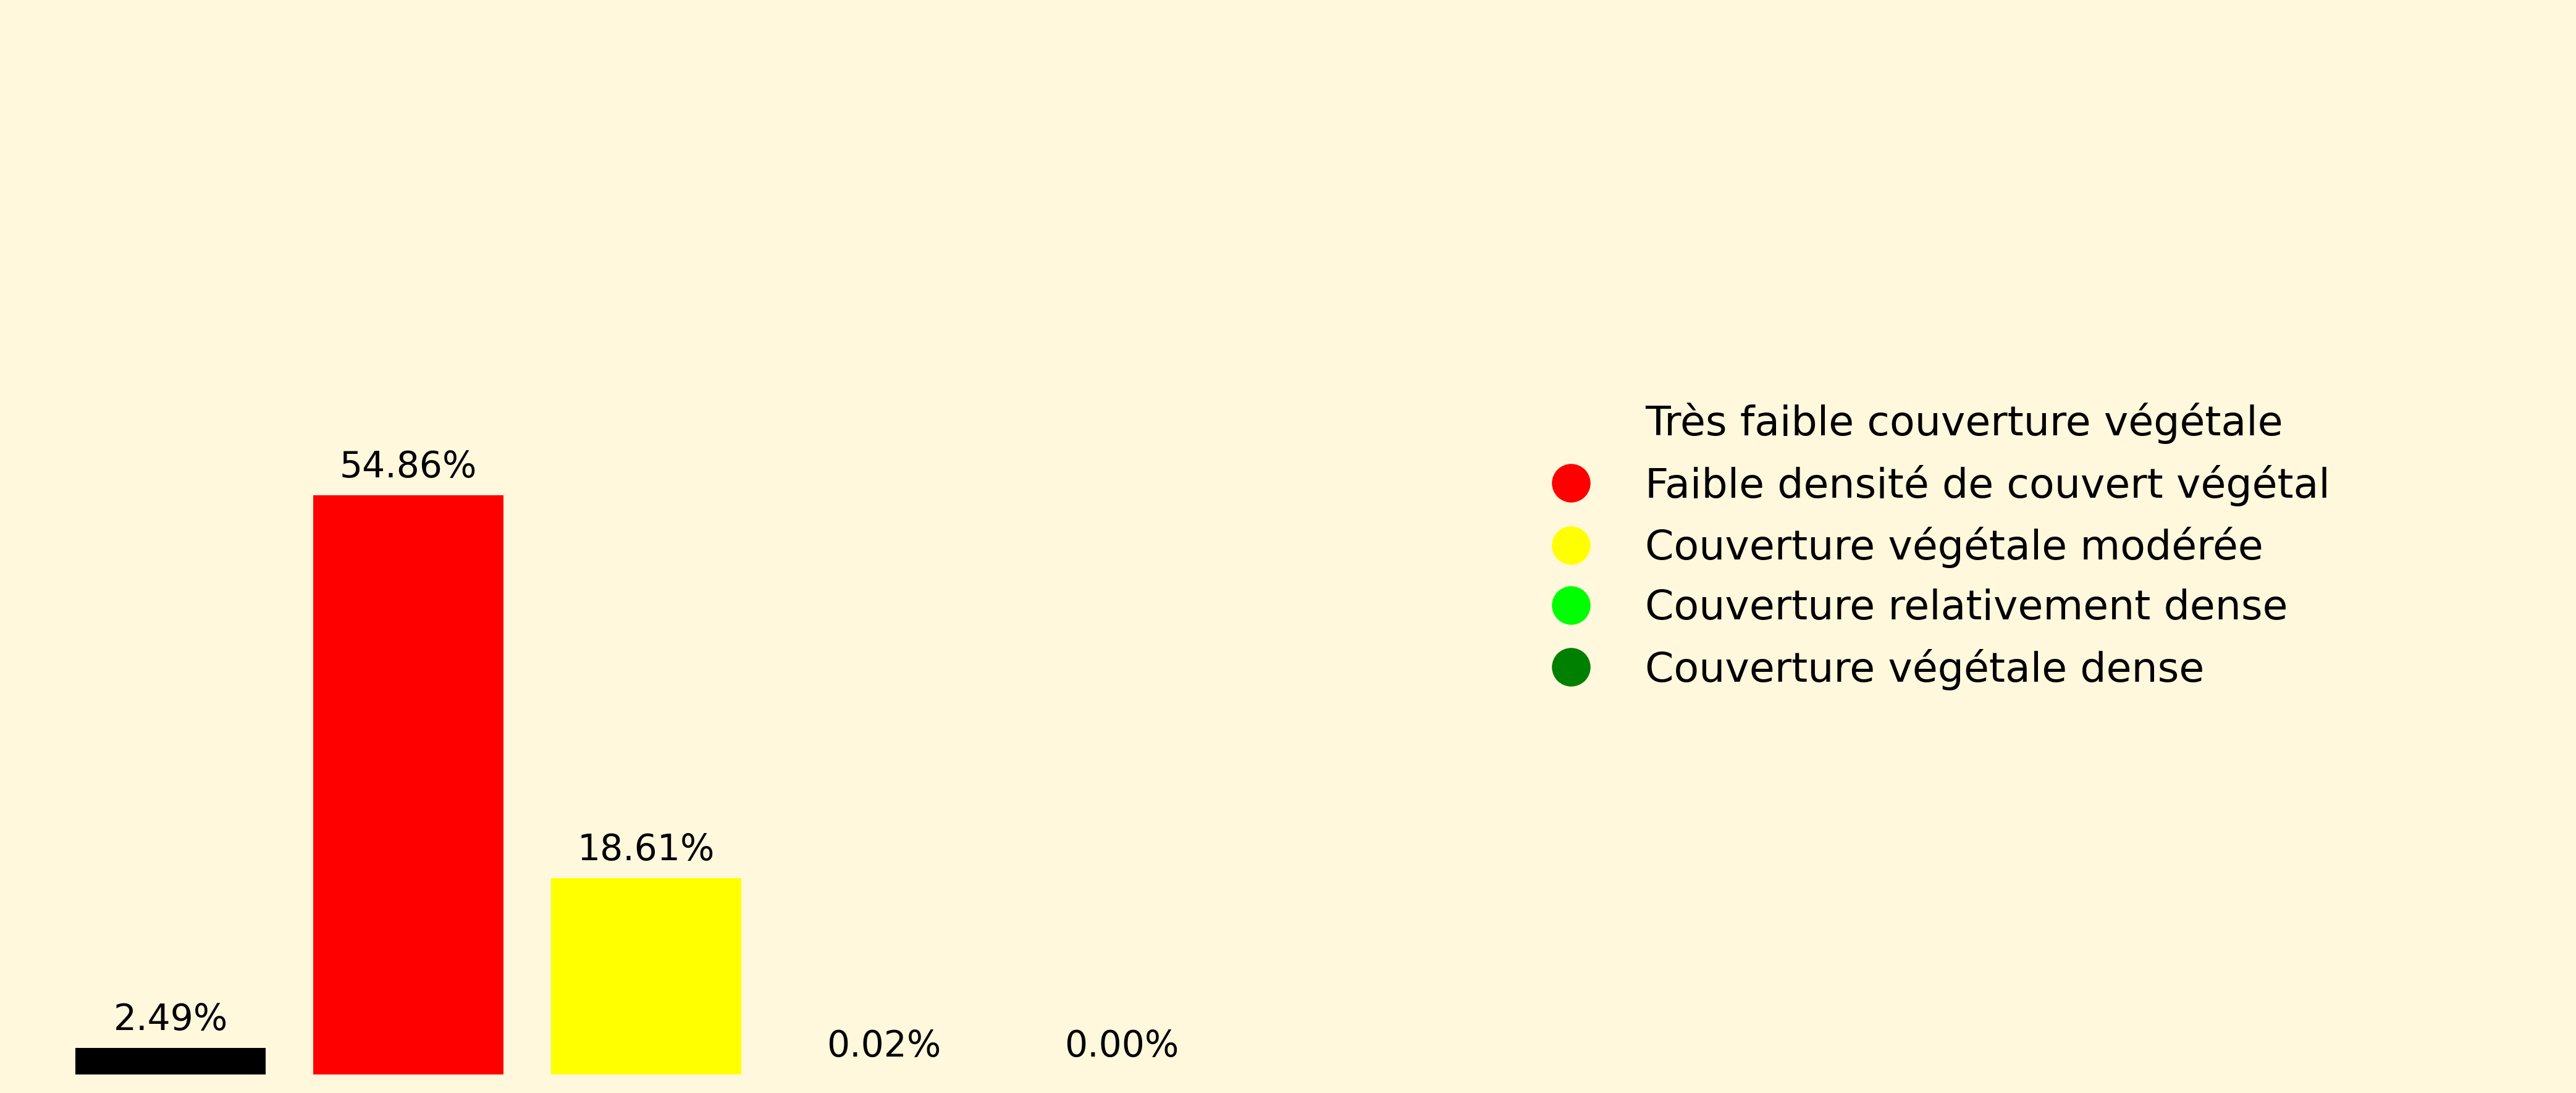 54.86%
18.61%
2.49%
0.02%
0.00%
Très faible couverture végétale
Faible densité de couvert végétal
Couverture végétale modérée
Couverture relativement dense
Couverture végétale dense